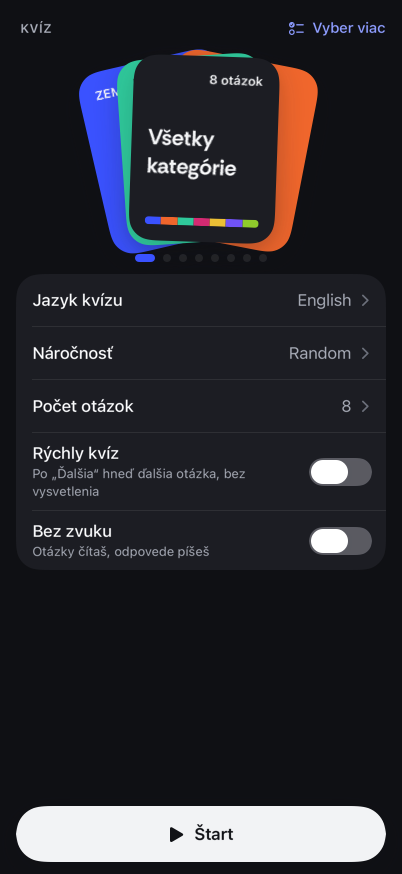 KVÍZ
Vyber viac
8 otázok
Všetky
kategórie
Jazyk kvízu
English
Náročnosť
Random
Počet otázok
8
Rýchly kvíz
Po „Ďalšia“ hneď ďalšia otázka, bez
vysvetlenia
Bez zvuku
Otázky čítaš, odpovede píšeš
Štart